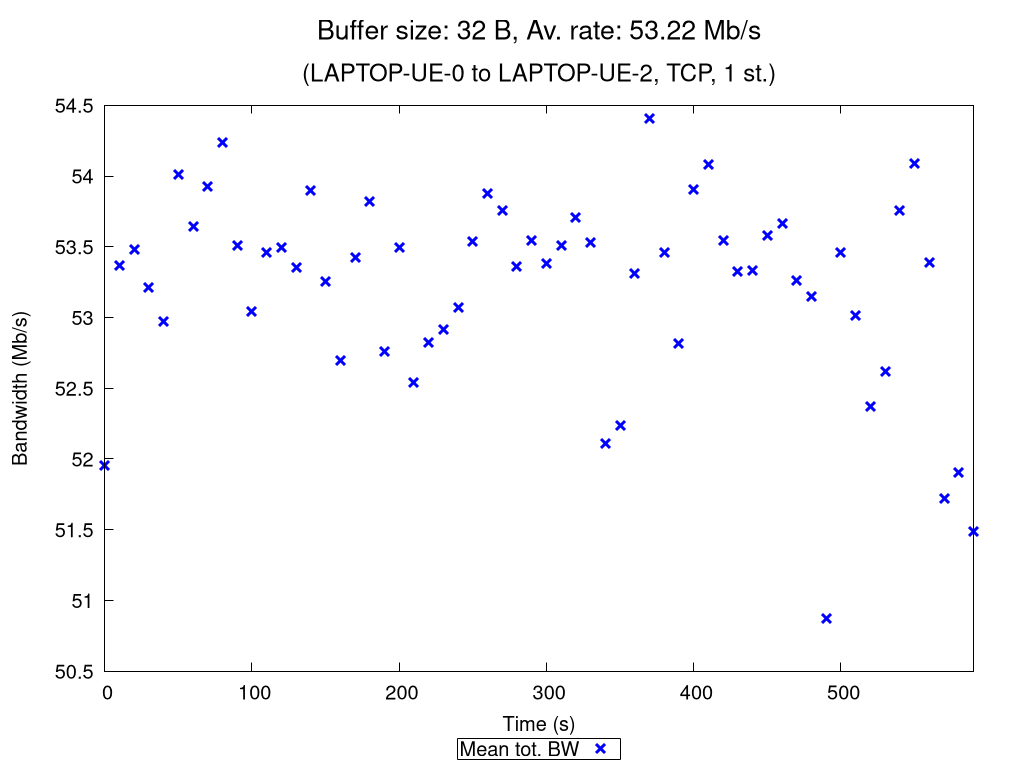 Buffer size: 32 B, Av. rate: 53.22 Mb/s
(LAPTOP-UE-0 to LAPTOP-UE-2, TCP, 1 st.)
54.5
54
53.5
53
52.5
52
51.5
51
50.5
Bandwidth (Mb/s)
0 100 200 300 400 500
Time (s)
Mean tot. BW